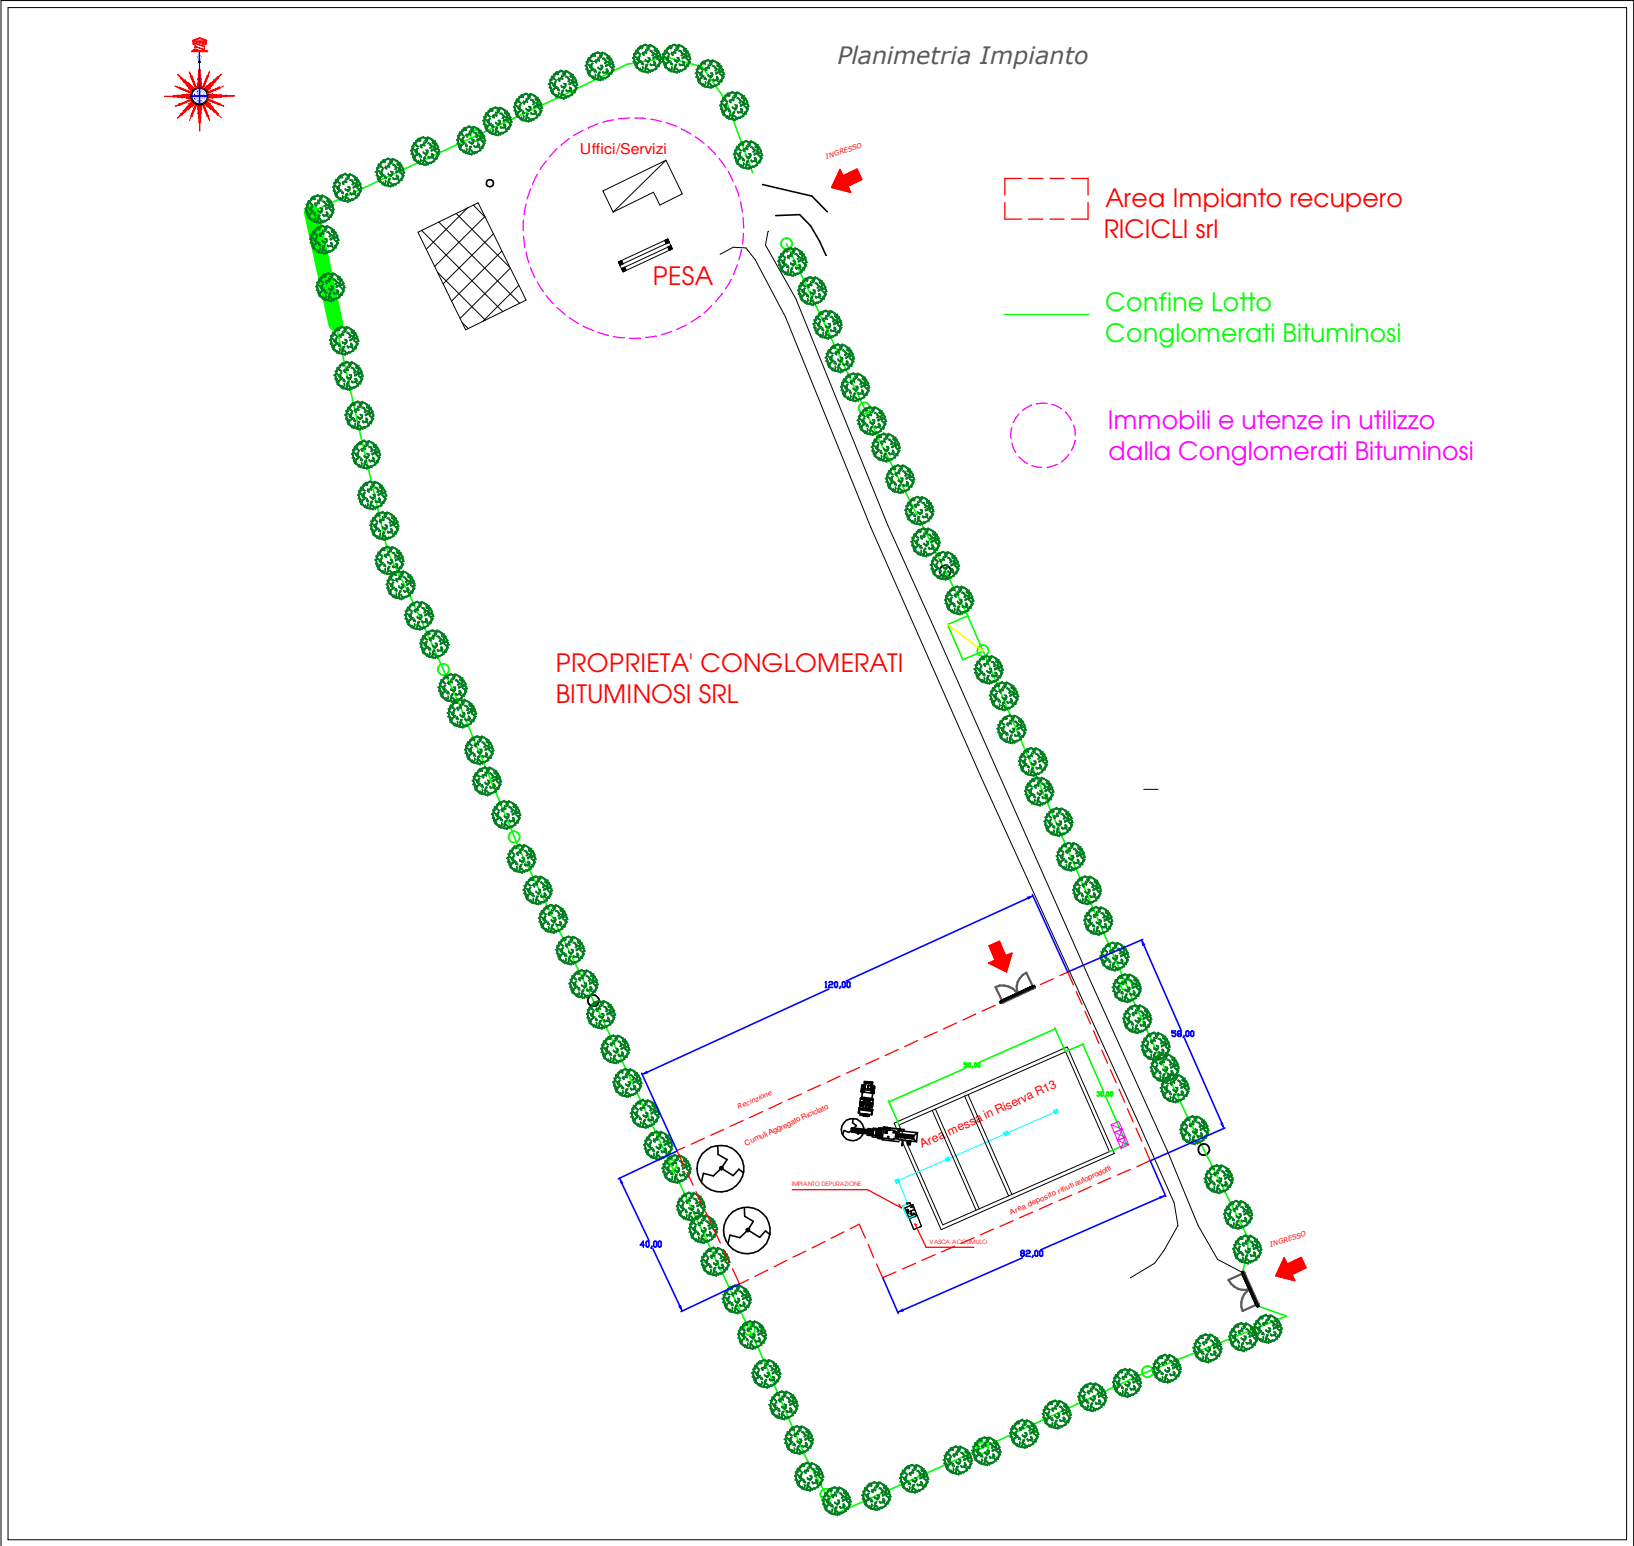 Planimetria Impianto
INGRESSO
Uffici/Servizi
PESA
Area Impianto recupero
RICICLI srl
Confine Lotto
Conglomerati Bituminosi
Immobili e utenze in utilizzo
dalla Conglomerati Bituminosi
PROPRIETA' CONGLOMERATI
BITUMINOSI SRL
120,00
Recinzione
Cumuli Aggregato Riciclato
Area messa in Riserva R13
IMPIANTO DEPURAZIONE
Area deposito rifiuti autoprodotti
VASCA ACCUMULO
40,00
82,00
INGRESSO